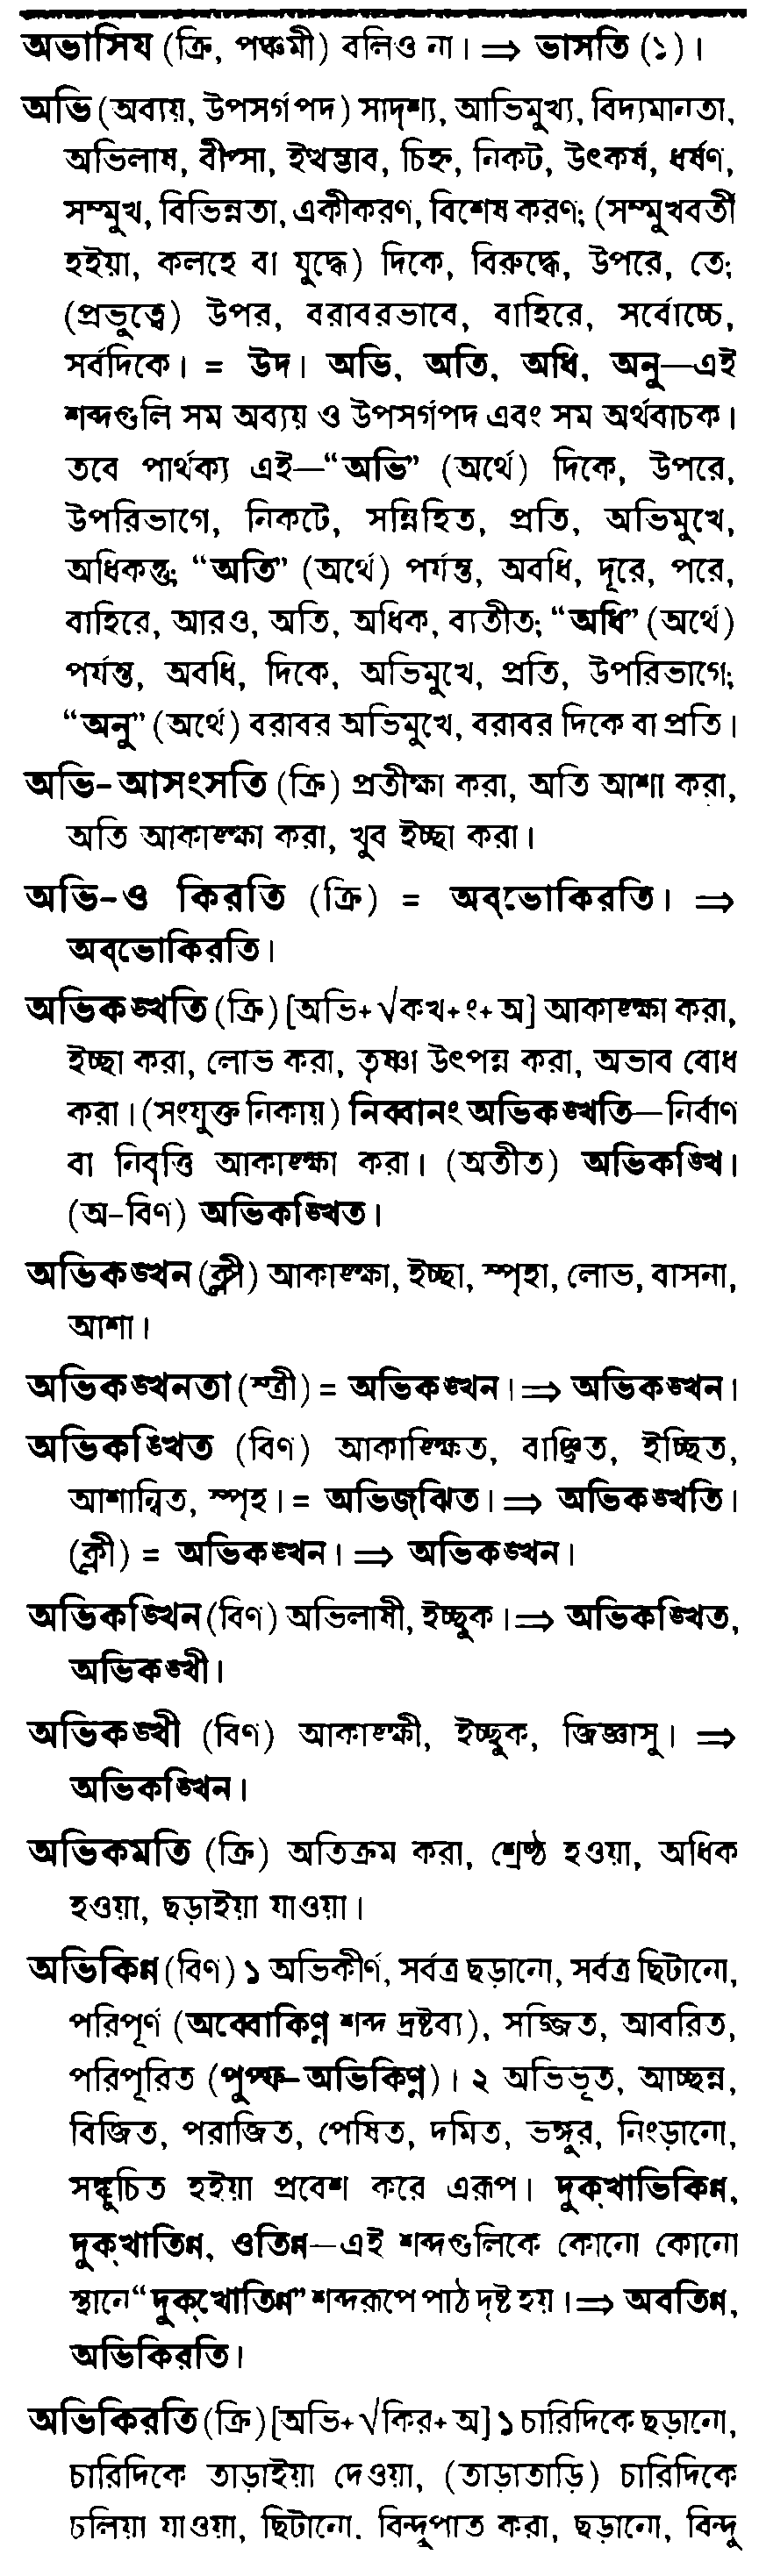 অভাসিয (ক্রি, পঞ্চমী) বলিও না। ⇒ ভাসতি (১)।
অভি (অব্যয়, উপসর্গপদ) সাদৃশ্য, আভিমুখ্য, বিদ্যমানতা,
অভিলাষ, বীপ্সা, ইত্থম্ভাব, চিহ্ন, নিকট, উৎকর্ষ, ধর্ষণ,
সম্মুখ, বিভিন্নতা, একীকরণ, বিশেষ করণ; (সম্মুখবর্তী
হইয়া, কলহে বা যুদ্ধে) দিকে, বিরুদ্ধে, উপরে, তে;
(প্রভুত্বে) উপর, বরাবরভাবে, বাহিরে, সর্বোচ্চে,
সর্বদিকে। = উদ। অভি, অতি, অধি, অনু—এই
শব্দগুলি সম অব্যয় ও উপসর্গপদ এবং সম অর্থবাচক।
তবে পার্থক্য এই—“অভি” (অর্থে) দিকে, উপরে,
উপরিভাগে, নিকটে, সন্নিহিত, প্রতি, অভিমুখে,
অধিকন্তু; “অতি” (অর্থে) পর্যন্ত, অবধি, দূরে, পরে,
বাহিরে, আরও, অতি, অধিক, ব্যতীত; “অধি” (অর্থে)
পর্যন্ত, অবধি, দিকে, অভিমুখে, প্রতি, উপরিভাগে;
“অনু” (অর্থে) বরাবর অভিমুখে, বরাবর দিকে বা প্রতি।
অভি-আসংসতি (ক্রি) প্রতীক্ষা করা, অতি আশা করা,
অতি আকাঙ্ক্ষা করা, খুব ইচ্ছা করা।
অভি-ও কিরতি (ক্রি) = অব্‌ভোকিরতি। ⇒
অব্‌ভোকিরতি।
অভিকঙ্খতি (ক্রি) [অভি+√কখ+ং+অ] আকাঙ্ক্ষা করা,
ইচ্ছা করা, লোভ করা, তৃষ্ণা উৎপন্ন করা, অভাব বোধ
করা। (সংযুক্ত নিকায়) নিব্বানং অভিকঙ্খতি—নির্বাণ
বা নিবৃত্তি আকাঙ্ক্ষা করা। (অতীত) অভিকঙ্খি।
(অ-বিণ) অভিকঙ্খিত।
অভিকঙ্খন (ক্লী) আকাঙ্ক্ষা, ইচ্ছা, স্পৃহা, লোভ, বাসনা,
আশা।
অভিকঙ্খনতা (স্ত্রী) = অভিকঙ্খন। ⇒ অভিকঙ্খন।
অভিকঙ্খিত (বিণ) আকাঙ্ক্ষিত, বাঞ্ছিত, ইচ্ছিত,
আশান্বিত, স্পৃহ। = অভিজ্‌ঝিত। ⇒ অভিকঙ্খতি।
(ক্লী) = অভিকঙ্খন। ⇒ অভিকঙ্খন।
অভিকঙ্খিন (বিণ) অভিলাষী, ইচ্ছুক। ⇒ অভিকঙ্খিত,
অভিকঙ্খী।
অভিকঙ্খী (বিণ) আকাঙ্ক্ষী, ইচ্ছুক, জিজ্ঞাসু। ⇒
অভিকঙ্খিন।
অভিকমতি (ক্রি) অতিক্রম করা, শ্রেষ্ঠ হওয়া, অধিক
হওয়া, ছড়াইয়া যাওয়া।
অভিকিন্ন (বিণ) ১ অভিকীর্ণ, সর্বত্র ছড়ানো, সর্বত্র ছিটানো,
পরিপূর্ণ (অব্বোকিণ্ণ শব্দ দ্রষ্টব্য), সজ্জিত, আবরিত,
পরিপূরিত (পুপ্ফ-অভিকিণ্ণ)। ২ অভিভূত, আচ্ছন্ন,
বিজিত, পরাজিত, পেষিত, দমিত, ভঙ্গুর, নিংড়ানো,
সঙ্কুচিত হইয়া প্রবেশ করে এরূপ। দুক্‌খাভিকিন্ন,
দুক্‌খাতিন্ন, ওতিন্ন—এই শব্দগুলিকে কোনো কোনো
স্থানে “দুক্‌খোতিন্ন” শব্দরূপে পাঠ দৃষ্ট হয়। ⇒ অবতিন্ন,
অভিকিরতি।
অভিকিরতি (ক্রি) [অভি+√কির+অ] ১ চারিদিকে ছড়ানো,
চারিদিকে তাড়াইয়া দেওয়া, (তাড়াতাড়ি) চারিদিকে
চলিয়া যাওয়া, ছিটানো. বিন্দুপাত করা, ছড়ানো, বিন্দু